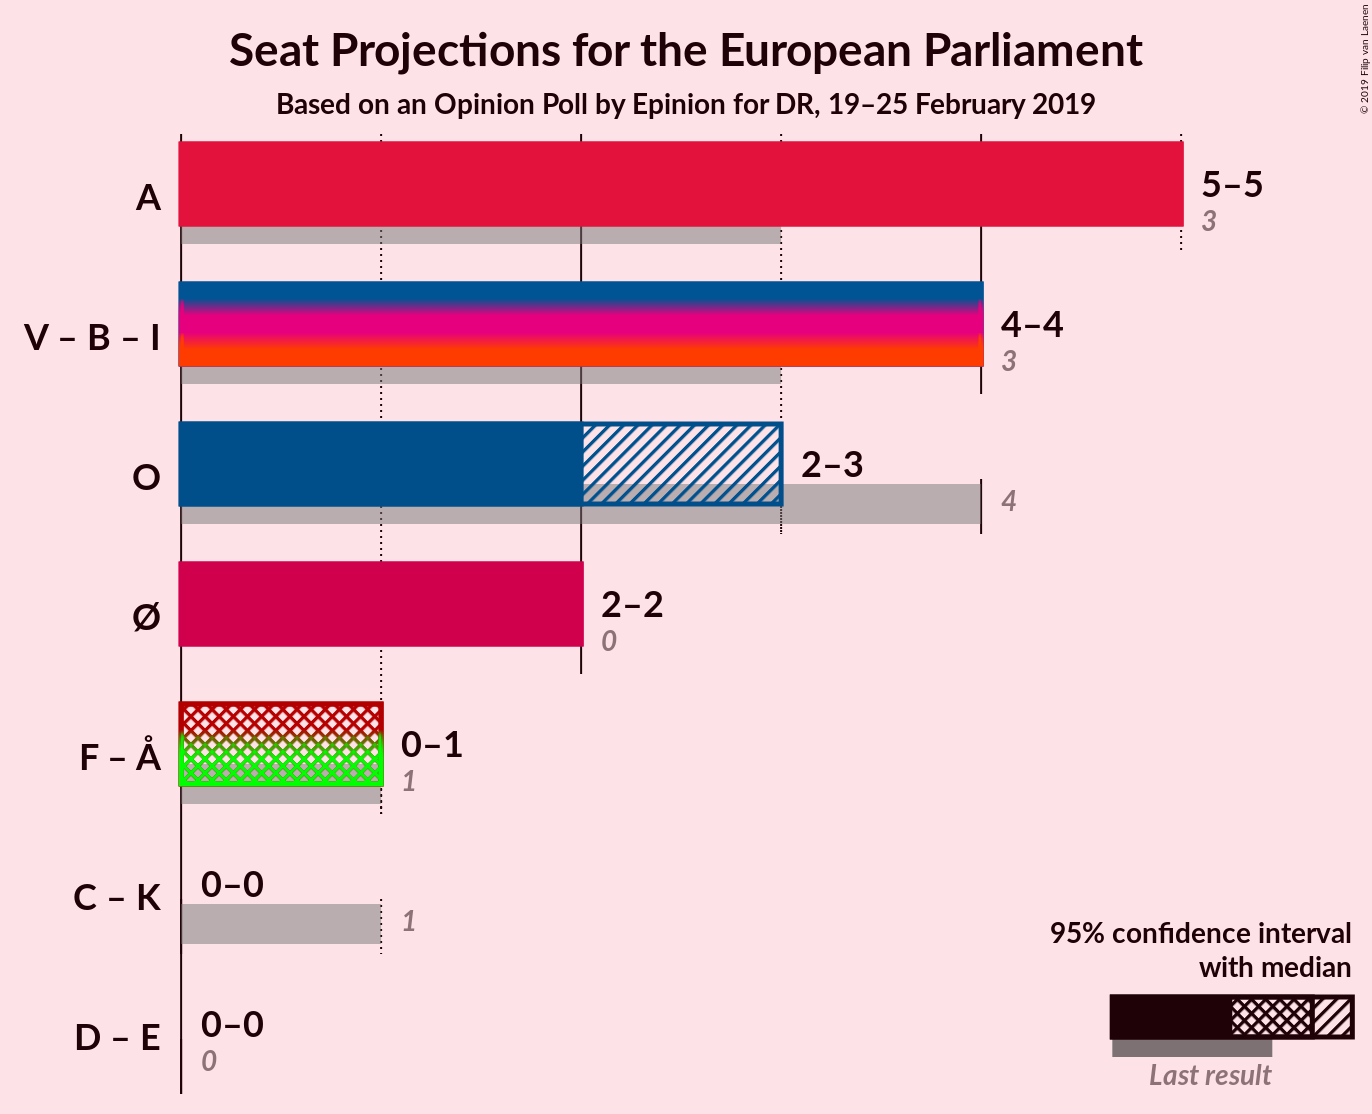 Seat Projections for the European Parliament
Based on an Opinion Poll by Epinion for DR, 19–25 February 2019
© 2019 Filip van Laenen
A
5–5
3
V – B – I
4–4
3
O
2–3
4
Ø
2–2
0
F – Å
0–1
1
C – K
0–0
1
D – E
0–0
0
95% confidence interval
with median
Last result